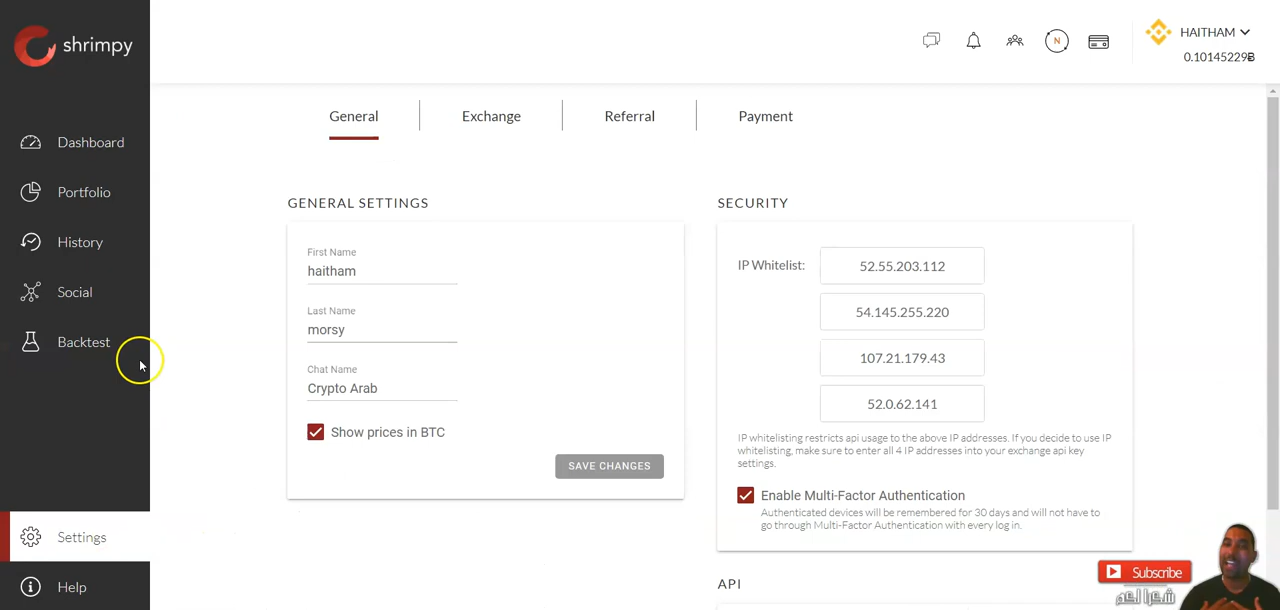 shrimpy
Dashboard
Portfolio
History
Social
Backtest
Settings
Help
N
HAITHAM
0.10145229Ƀ
General
Exchange
Referral
Payment
GENERAL SETTINGS
First Name
haitham
Last Name
morsy
Chat Name
Crypto Arab
Show prices in BTC
SAVE CHANGES
SECURITY
IP Whitelist:
52.55.203.112
54.145.255.220
107.21.179.43
52.0.62.141
IP whitelisting restricts api usage to the above IP addresses. If you decide to use IP
whitelisting, make sure to enter all 4 IP addresses into your exchange api key
settings.
Enable Multi-Factor Authentication
Authenticated devices will be remembered for 30 days and will not have to
go through Multi-Factor Authentication with every log in.
API
Subscribe
شكرا لكم